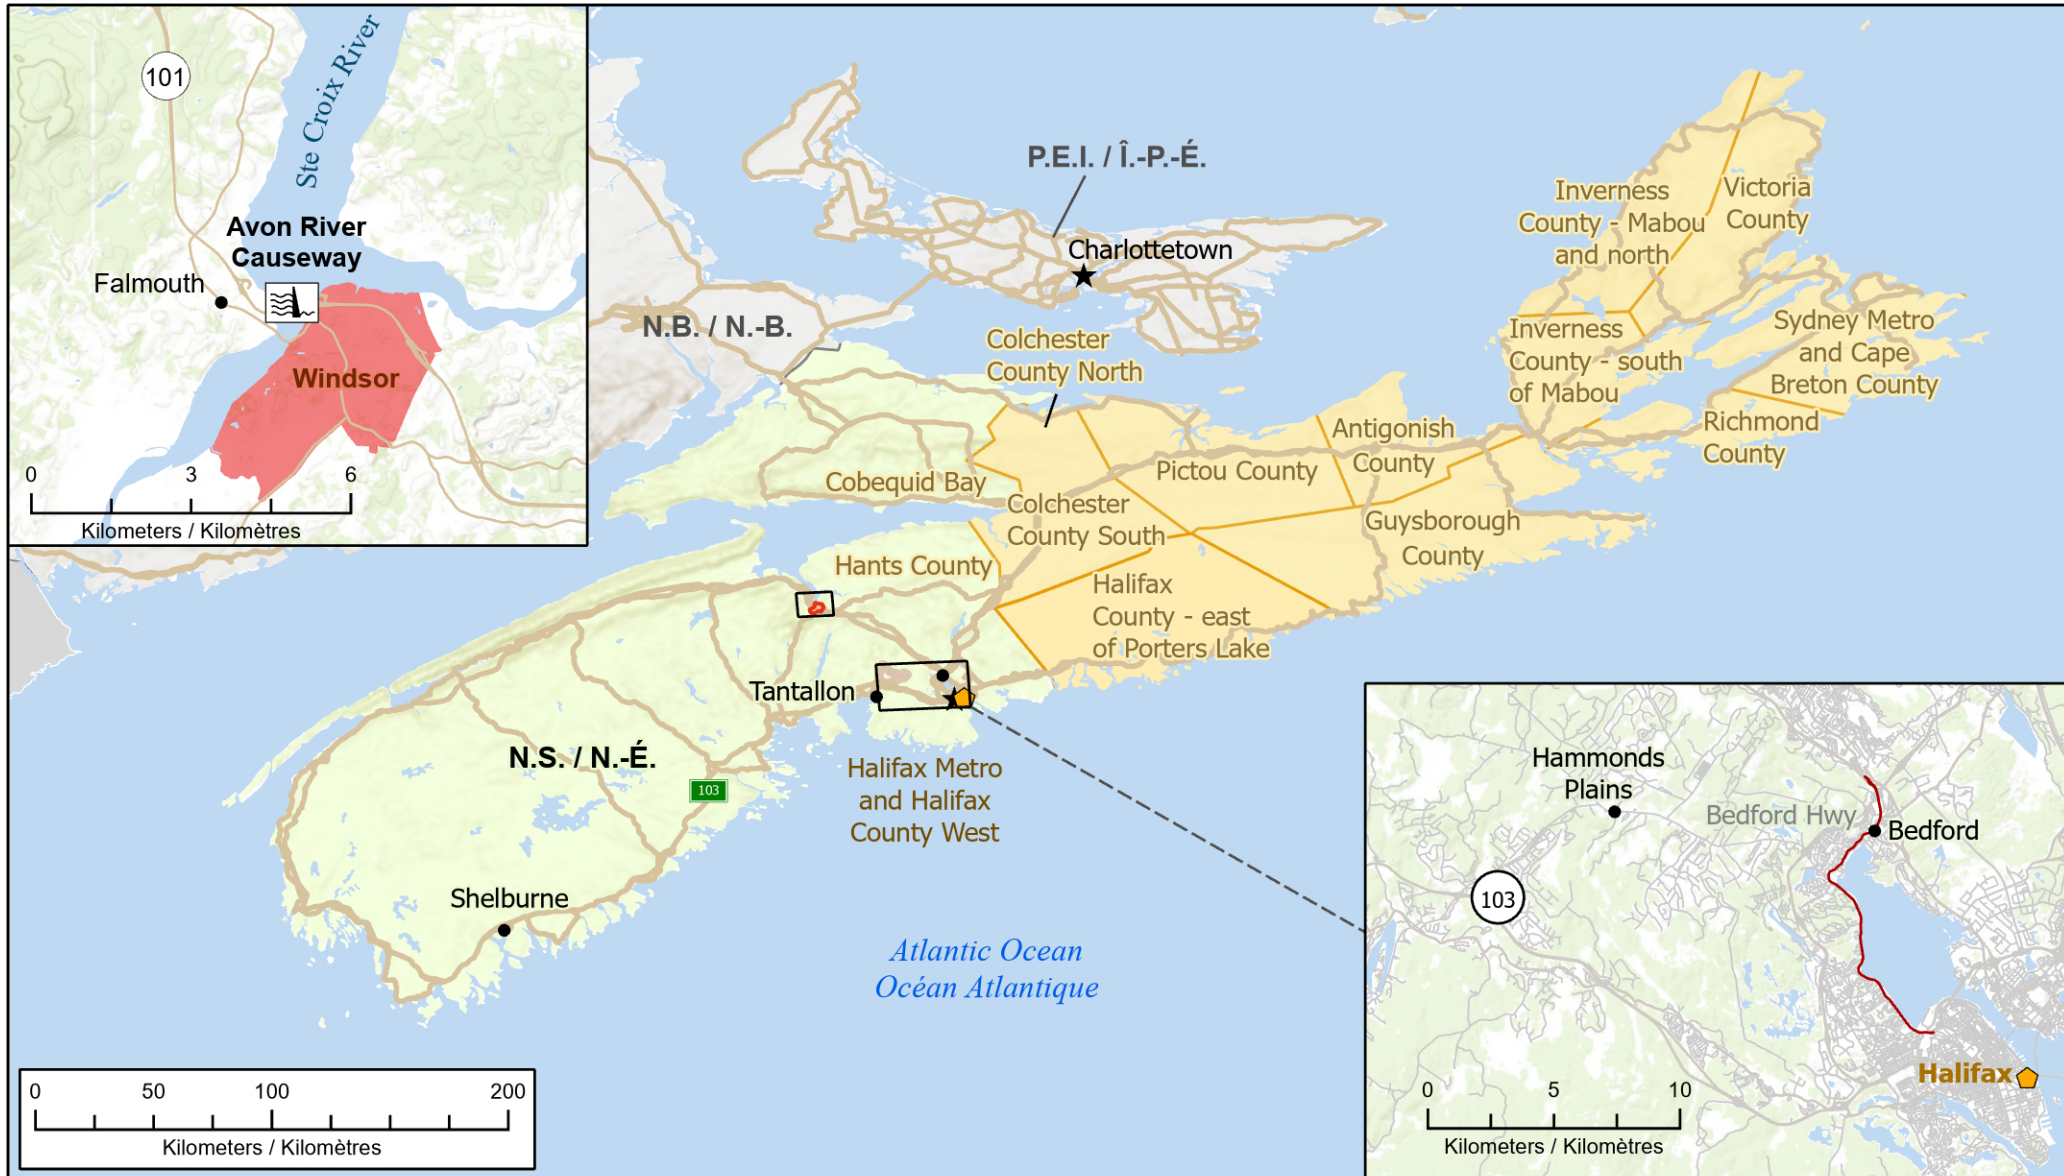 101
Ste Croix River
Avon River
Causeway
Falmouth
Windsor
0 3 6
Kilometers / Kilomètres
P.E.I. / Î.-P.-É.
Charlottetown
N.B. / N.-B.
Inverness
County - Mabou
and north
Victoria
County
Colchester
County North
Inverness
County - south
of Mabou
Sydney Metro
and Cape
Breton County
Richmond
County
Antigonish
County
Pictou County
Cobequid Bay
Colchester
County South
Guysborough
County
Hants County
Halifax
County - east
of Porters Lake
Tantallon
N.S. / N.-É.
103
Halifax Metro
and Halifax
County West
Shelburne
Atlantic Ocean
Océan Atlantique
0 50 100 200
Kilometers / Kilomètres
Hammonds
Plains
Bedford Hwy
Bedford
103
Halifax
0 5 10
Kilometers / Kilomètres